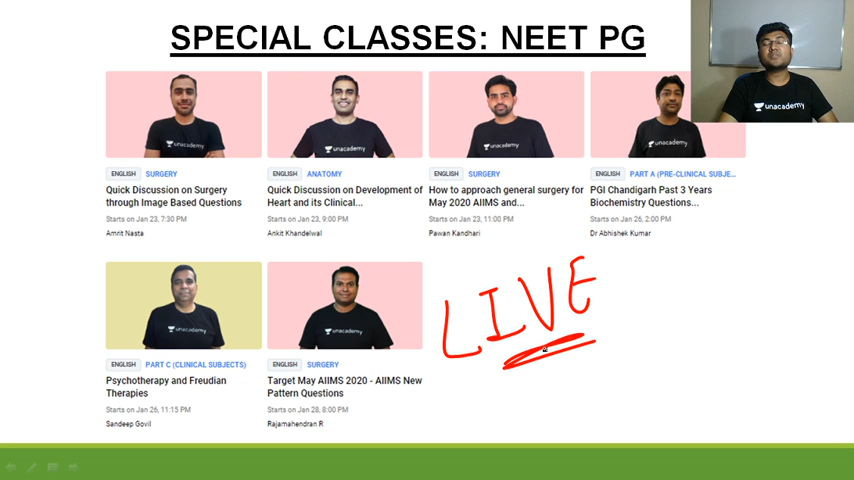 SPECIAL CLASSES: NEET PG
unacademy
unacademy
unacademy
unacademy
unacademy
ENGLISH SURGERY
Quick Discussion on Surgery
through Image Based Questions
Starts on Jan 23, 7:30 PM
Amrit Nasta
ENGLISH ANATOMY
Quick Discussion on Development of
Heart and its Clinical...
Starts on Jan 23, 9:00 PM
Ankit Khandelwal
ENGLISH SURGERY
How to approach general surgery for
May 2020 AIIMS and...
Starts on Jan 23, 11:00 PM
Pawan Kandhari
ENGLISH PART A (PRE-CLINICAL SUBJE...
PGI Chandigarh Past 3 Years
Biochemistry Questions...
Starts on Jan 26, 2:00 PM
Dr Abhishek Kumar
unacademy
unacademy
LIVE
ENGLISH PART C (CLINICAL SUBJECTS)
Psychotherapy and Freudian
Therapies
Starts on Jan 26, 11:15 PM
Sandeep Govil
ENGLISH SURGERY
Target May AIIMS 2020 - AIIMS New
Pattern Questions
Starts on Jan 28, 8:00 PM
Rajamahendran R